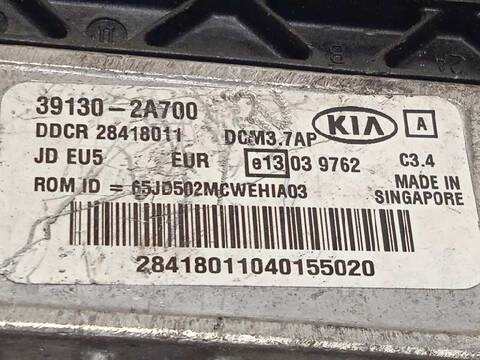 39130-2A700
DDCR 28418011 DCM3.7AP KIA A
JD EU5 EUR e13 03 9762 C3.4
ROM ID = 65JD502MCWEHIA03 MADE IN SINGAPORE
28418011040155020